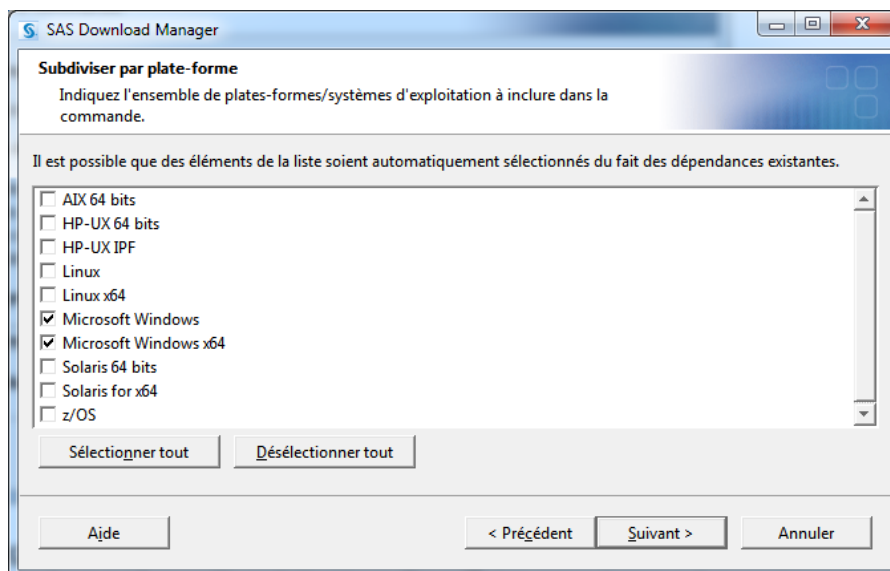 SAS Download Manager
Subdiviser par plate-forme
Indiquez l'ensemble de plates-formes/systèmes d'exploitation à inclure dans la
commande.
Il est possible que des éléments de la liste soient automatiquement sélectionnés du fait des dépendances existantes.
AIX 64 bits
HP-UX 64 bits
HP-UX IPF
Linux
Linux x64
Microsoft Windows
Microsoft Windows x64
Solaris 64 bits
Solaris for x64
z/OS
Sélectionner tout Désélectionner tout
Aide < Précédent Suivant > Annuler